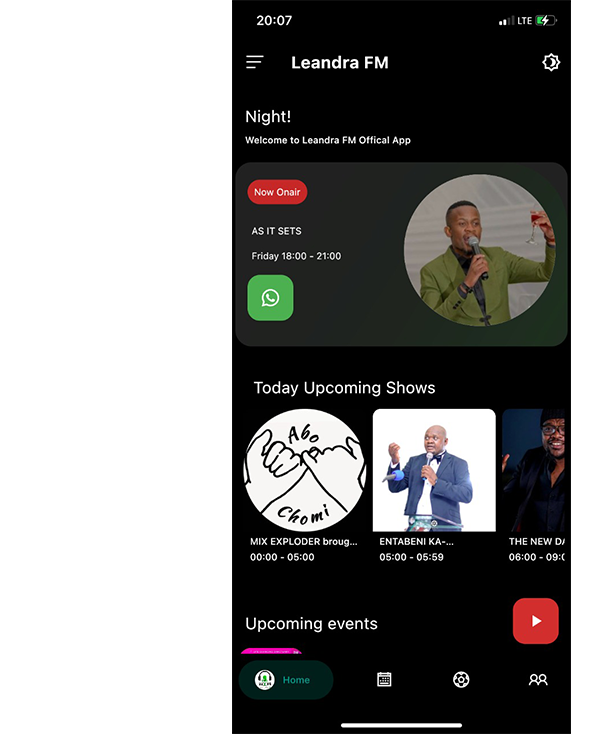 20:07
LTE
Leandra FM
Night!
Welcome to Leandra FM Offical App
Now Onair
AS IT SETS
Friday 18:00 - 21:00
Today Upcoming Shows
Abo
Chomi
MIX EXPLODER broug...
ENTABENI KA-...
THE NEW DA
00:00 - 05:00
05:00 - 05:59
06:00 - 09:0
Upcoming events
Home